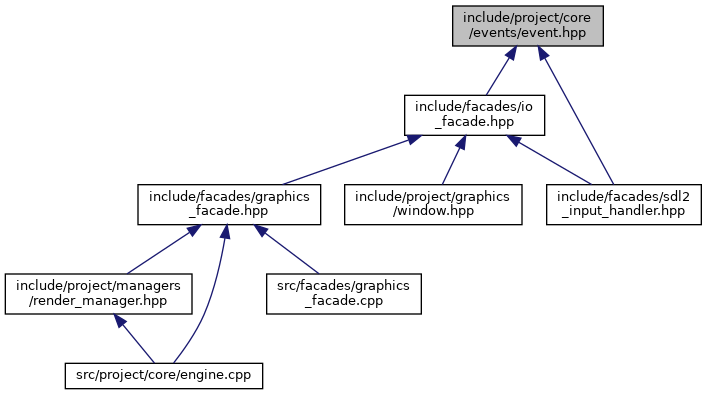 include/project/core
/events/event.hpp
include/facades/io
_facade.hpp
include/facades/graphics
_facade.hpp
include/project/graphics
/window.hpp
include/facades/sdl2
_input_handler.hpp
include/project/managers
/render_manager.hpp
src/facades/graphics
_facade.cpp
src/project/core/engine.cpp